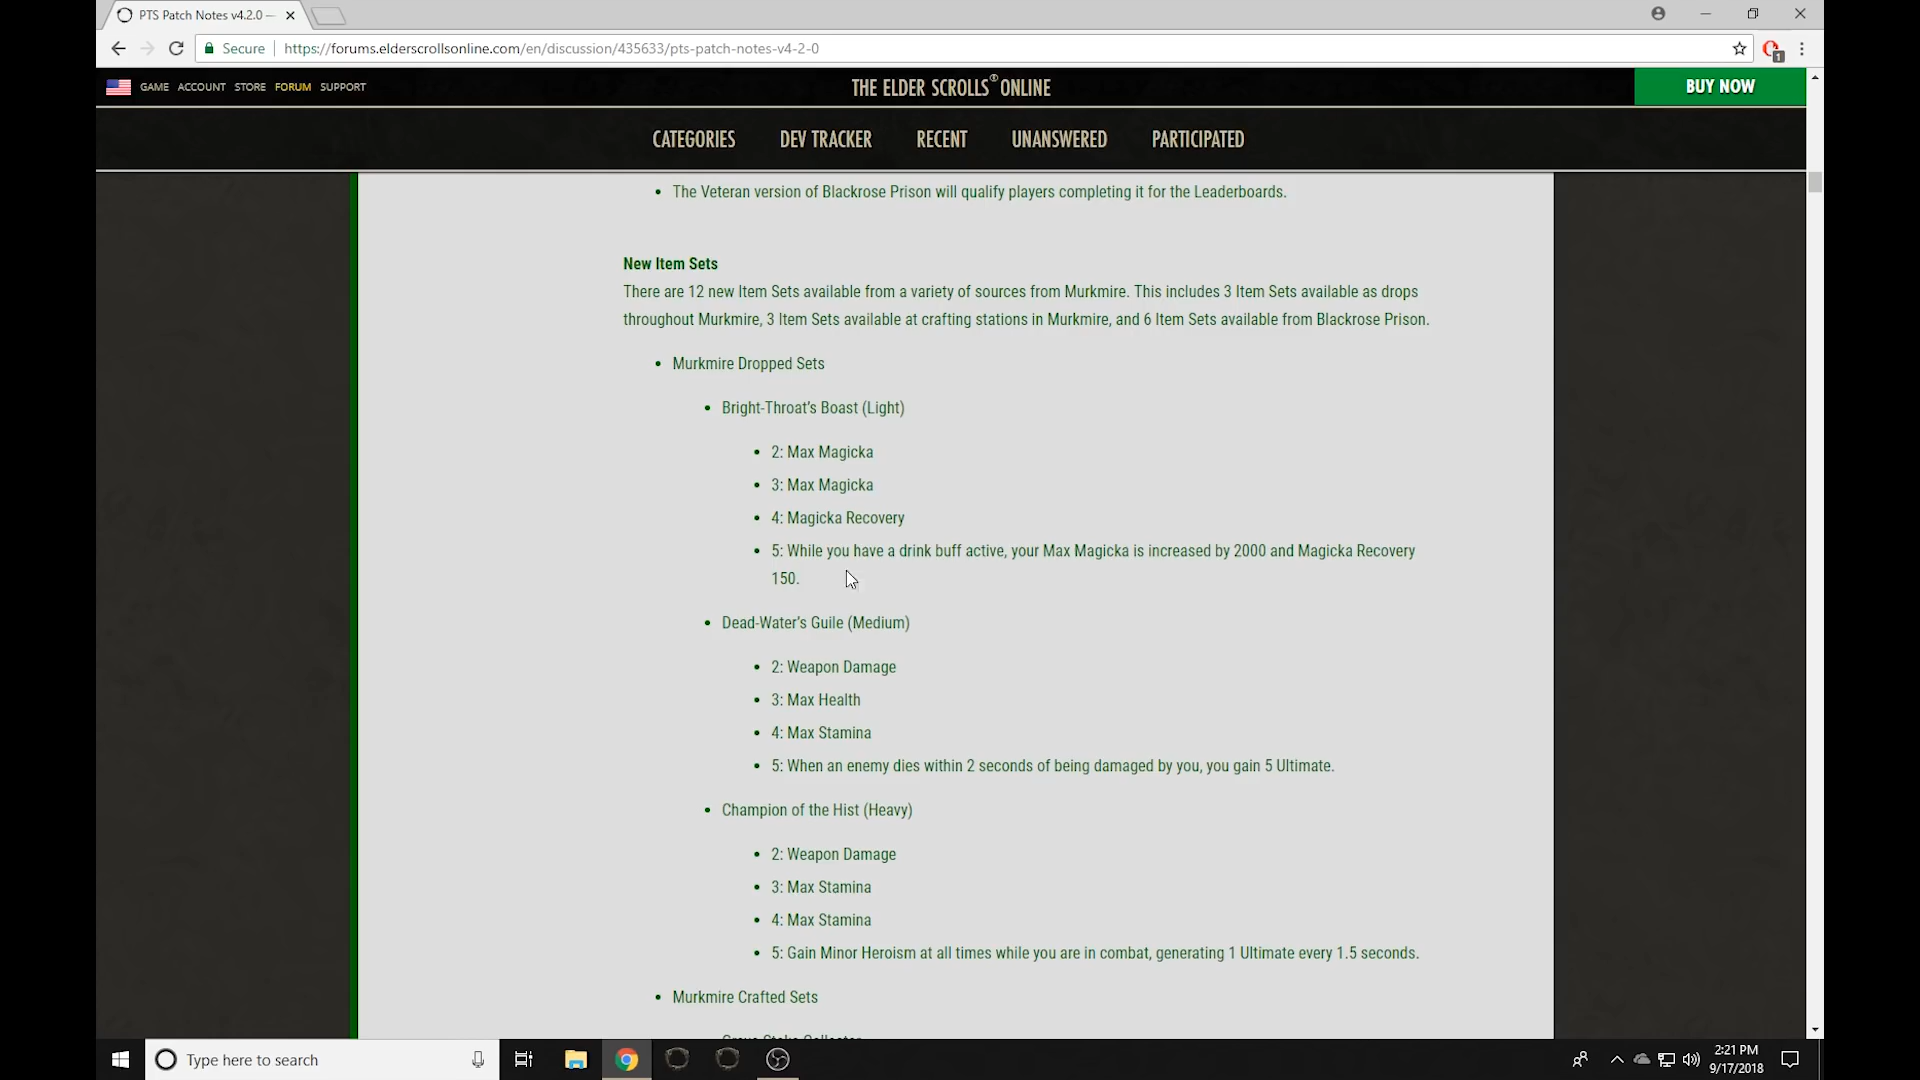 PTS Patch Notes v4.2.0 —
Secure
https://forums.elderscrollsonline.com/en/discussion/435633/pts-patch-notes-v4-2-0
1
GAME ACCOUNT STORE FORUM SUPPORT
THE ELDER SCROLLS® ONLINE
BUY NOW
CATEGORIES DEV TRACKER RECENT UNANSWERED PARTICIPATED
• The Veteran version of Blackrose Prison will qualify players completing it for the Leaderboards.
New Item Sets
There are 12 new Item Sets available from a variety of sources from Murkmire. This includes 3 Item Sets available as drops
throughout Murkmire, 3 Item Sets available at crafting stations in Murkmire, and 6 Item Sets available from Blackrose Prison.
• Murkmire Dropped Sets
• Bright-Throat's Boast (Light)
• 2: Max Magicka
• 3: Max Magicka
• 4: Magicka Recovery
• 5: While you have a drink buff active, your Max Magicka is increased by 2000 and Magicka Recovery
150.
• Dead-Water's Guile (Medium)
• 2: Weapon Damage
• 3: Max Health
• 4: Max Stamina
• 5: When an enemy dies within 2 seconds of being damaged by you, you gain 5 Ultimate.
• Champion of the Hist (Heavy)
• 2: Weapon Damage
• 3: Max Stamina
• 4: Max Stamina
• 5: Gain Minor Heroism at all times while you are in combat, generating 1 Ultimate every 1.5 seconds.
• Murkmire Crafted Sets
Type here to search
2:21 PM
9/17/2018